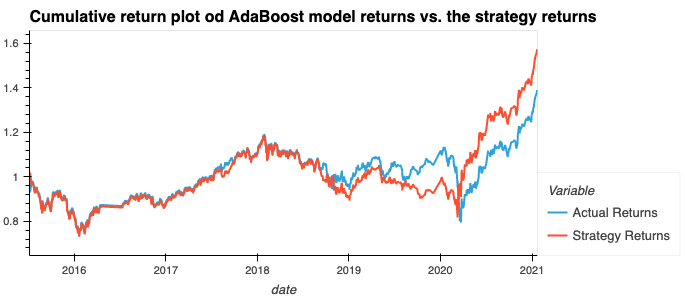 Cumulative return plot od AdaBoost model returns vs. the strategy returns
1.6
1.4
1.2
1
0.8
2016 2017 2018 2019 2020 2021
date
Variable
Actual Returns
Strategy Returns